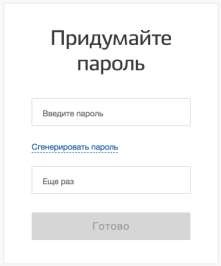 Придумайте
пароль
Введите пароль
Сгенерировать пароль
Еще раз
Готово